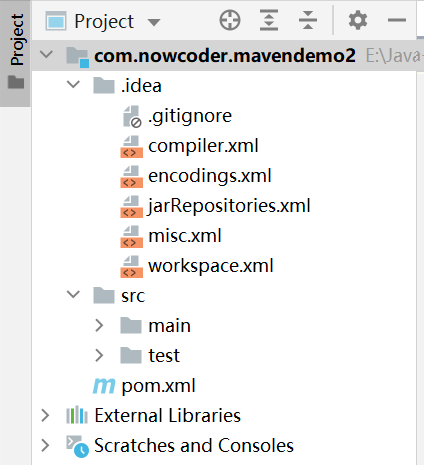 Project
Project
com.nowcoder.mavendemo2 E:\Java-
.idea
.gitignore
compiler.xml
encodings.xml
jarRepositories.xml
misc.xml
workspace.xml
src
main
test
pom.xml
External Libraries
Scratches and Consoles